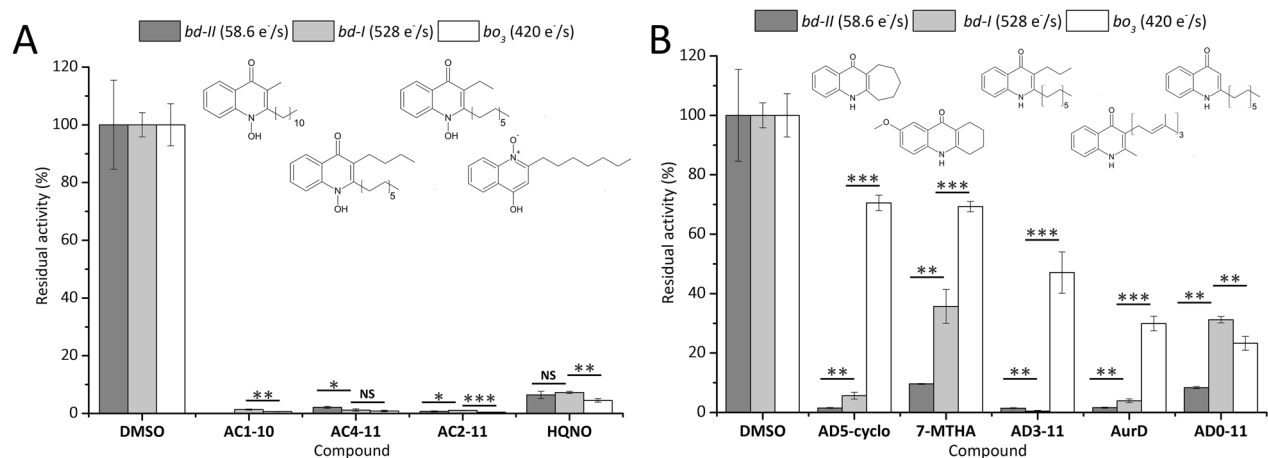 A
bd-II (58.6 e⁻/s) bd-I (528 e⁻/s) bo₃ (420 e⁻/s)
Residual activity (%)
120
100
80
60
40
20
0
O
N
OH
10
O
N
OH
5
O
N
OH
5
O⁻
N⁺
OH
**
*
NS
*
***
NS
**
DMSO AC1-10 AC4-11 AC2-11 HQNO
Compound
B
bd-II (58.6 e⁻/s) bd-I (528 e⁻/s) bo₃ (420 e⁻/s)
Residual activity (%)
120
100
80
60
40
20
0
O
N
H
O
O
N
H
O
N
H
5
O
N
H
3
O
N
H
5
**
***
**
***
**
***
**
***
**
**
DMSO AD5-cyclo 7-MTHA AD3-11 AurD AD0-11
Compound